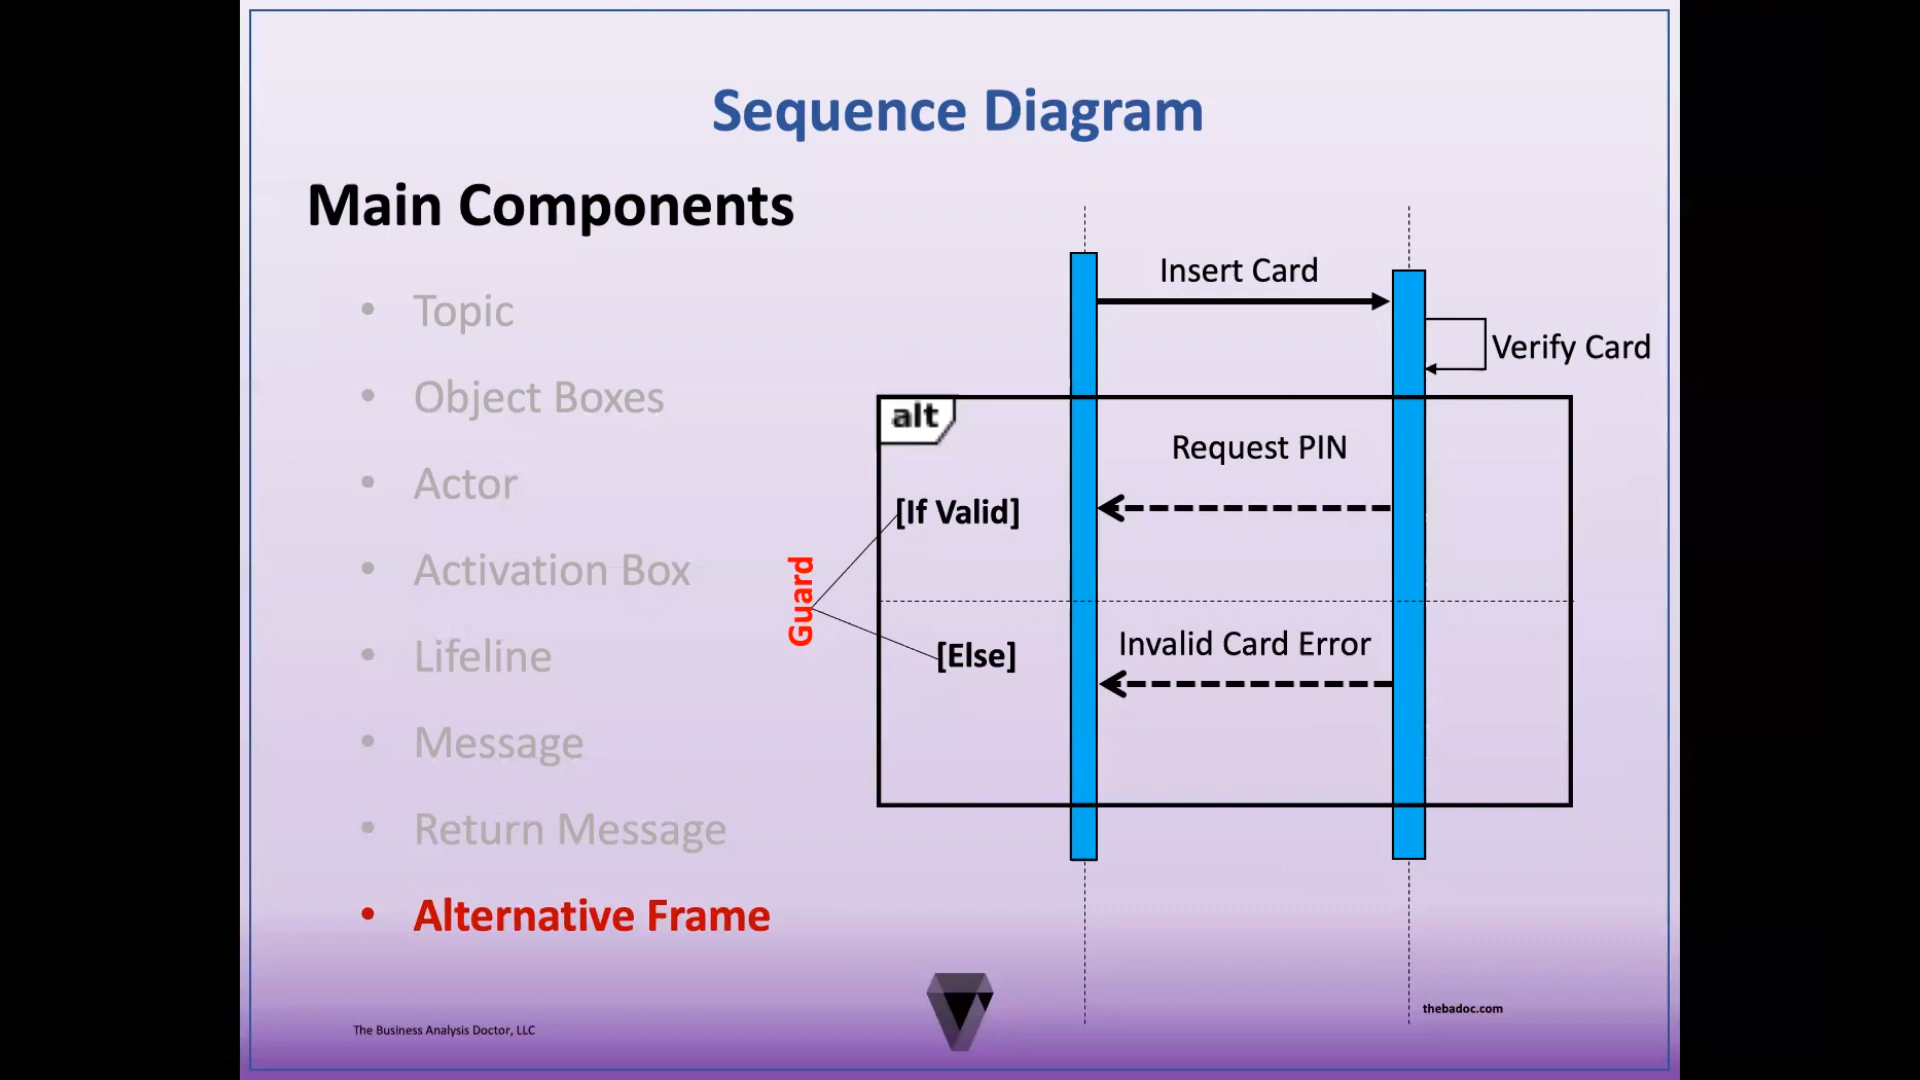 Sequence Diagram
Main Components
• Topic
• Object Boxes
• Actor
• Activation Box
• Lifeline
• Message
• Return Message
• Alternative Frame
Insert Card
Verify Card
alt
Request PIN
[If Valid]
Guard
[Else]
Invalid Card Error
The Business Analysis Doctor, LLC
thebadoc.com